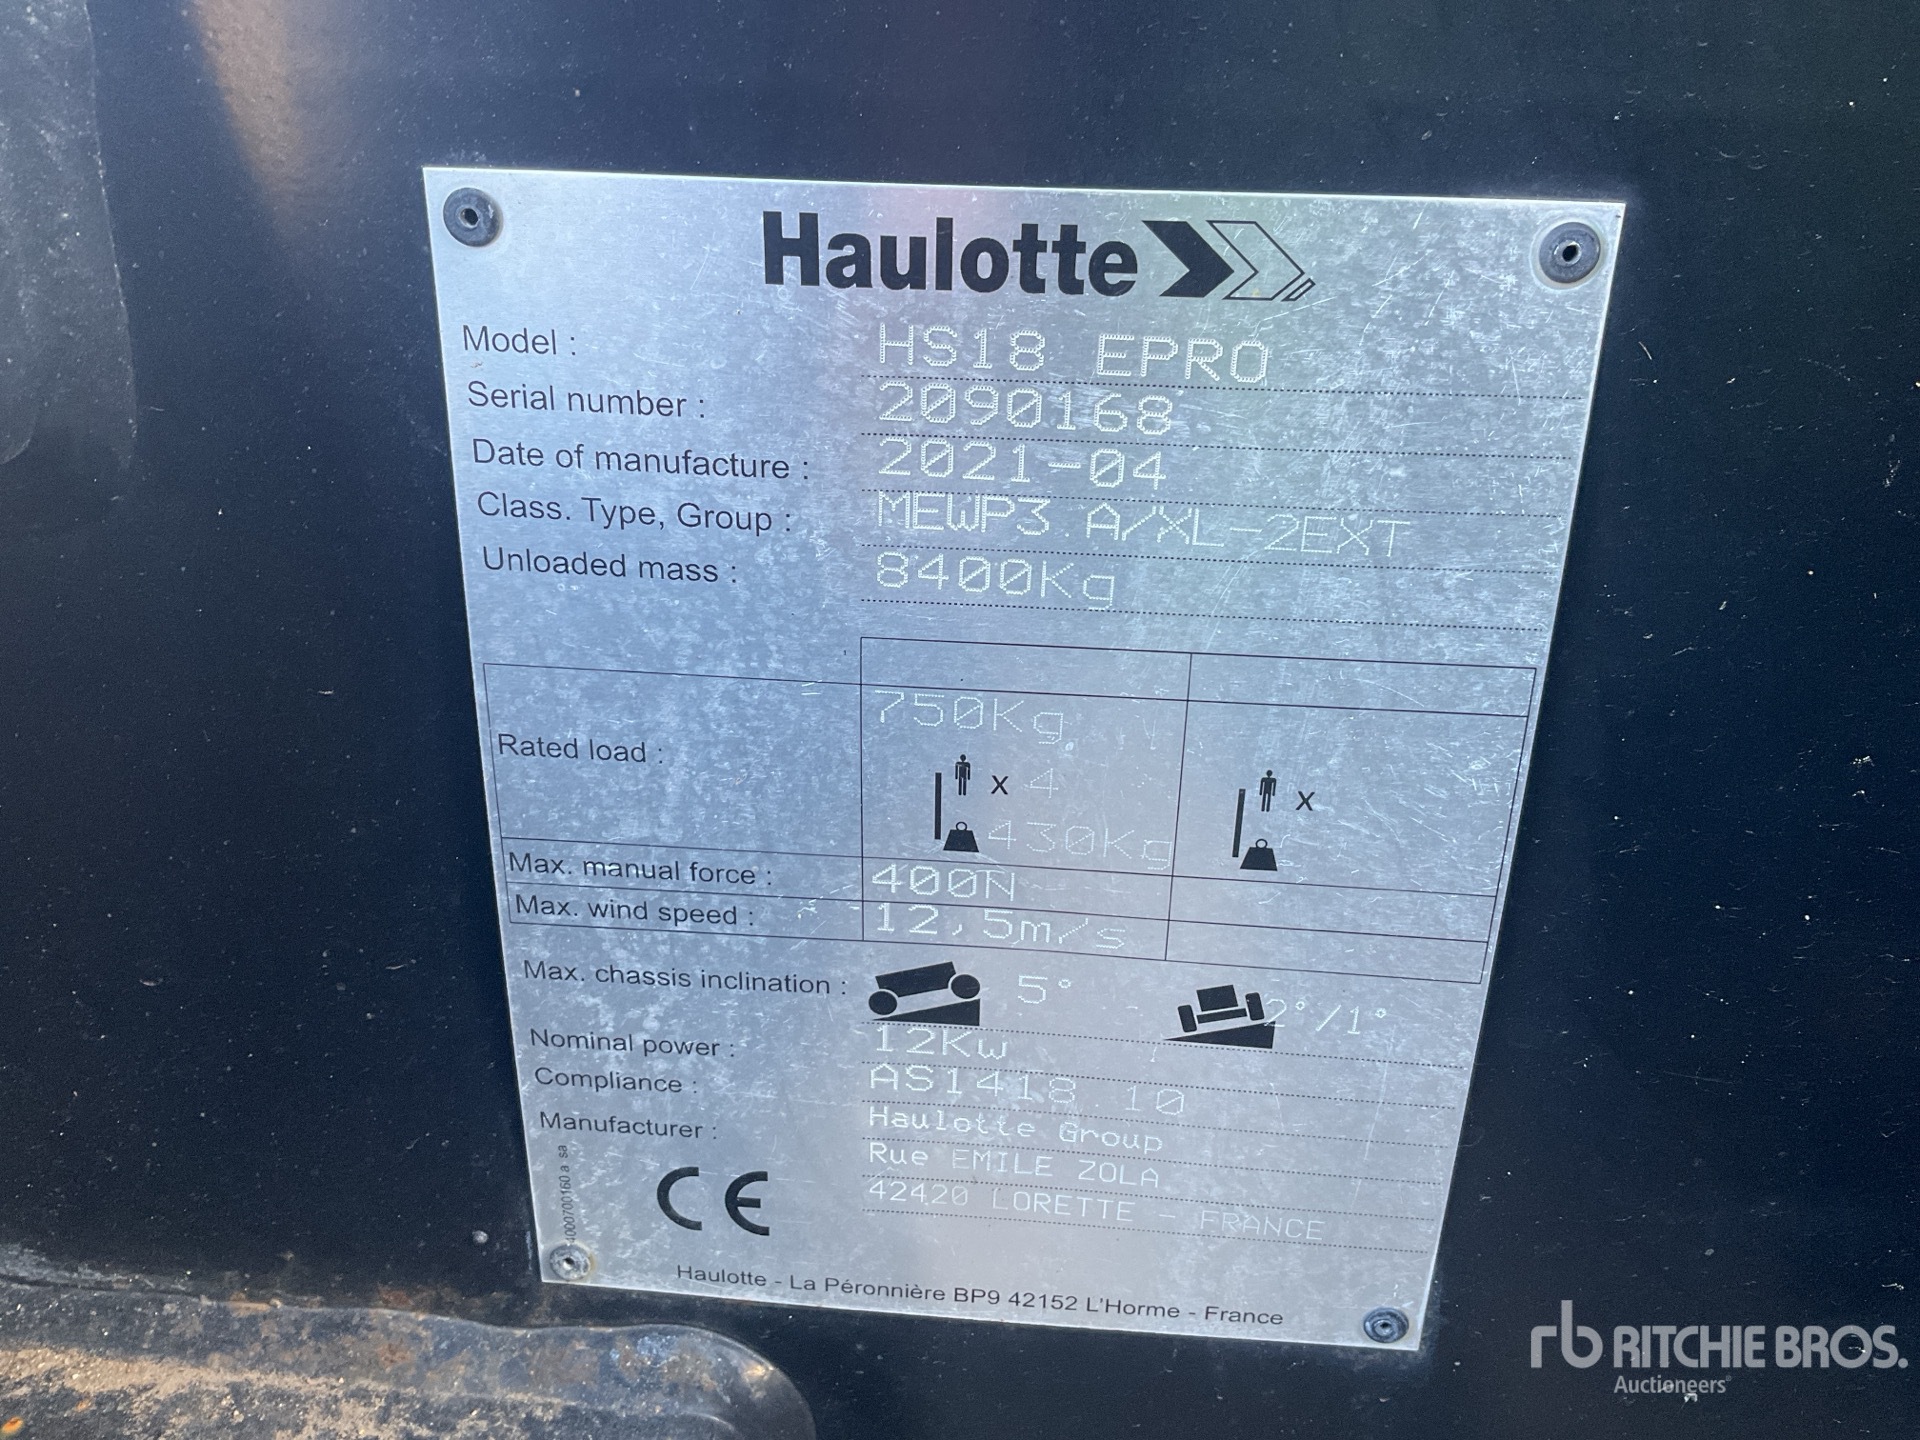 Haulotte
Model : HS18 EPRO
Serial number : 2090168
Date of manufacture : 2021-04
Class. Type, Group : MEWP3 A/XL-2EXT
Unloaded mass : 8400Kg
750Kg
Rated load :
x 4
x
430Kg
Max. manual force : 400N
Max. wind speed : 12,5m/s
Max. chassis inclination : 5° 2°/1°
Nominal power : 12Kw
Compliance : AS1418.10
Manufacturer : Haulotte Group
Rue EMILE ZOLA
42420 LORETTE - FRANCE
4000700160 a sa
CE
Haulotte - La Péronnière BP9 42152 L'Horme - France
rb RITCHIE BROS.
Auctioneers